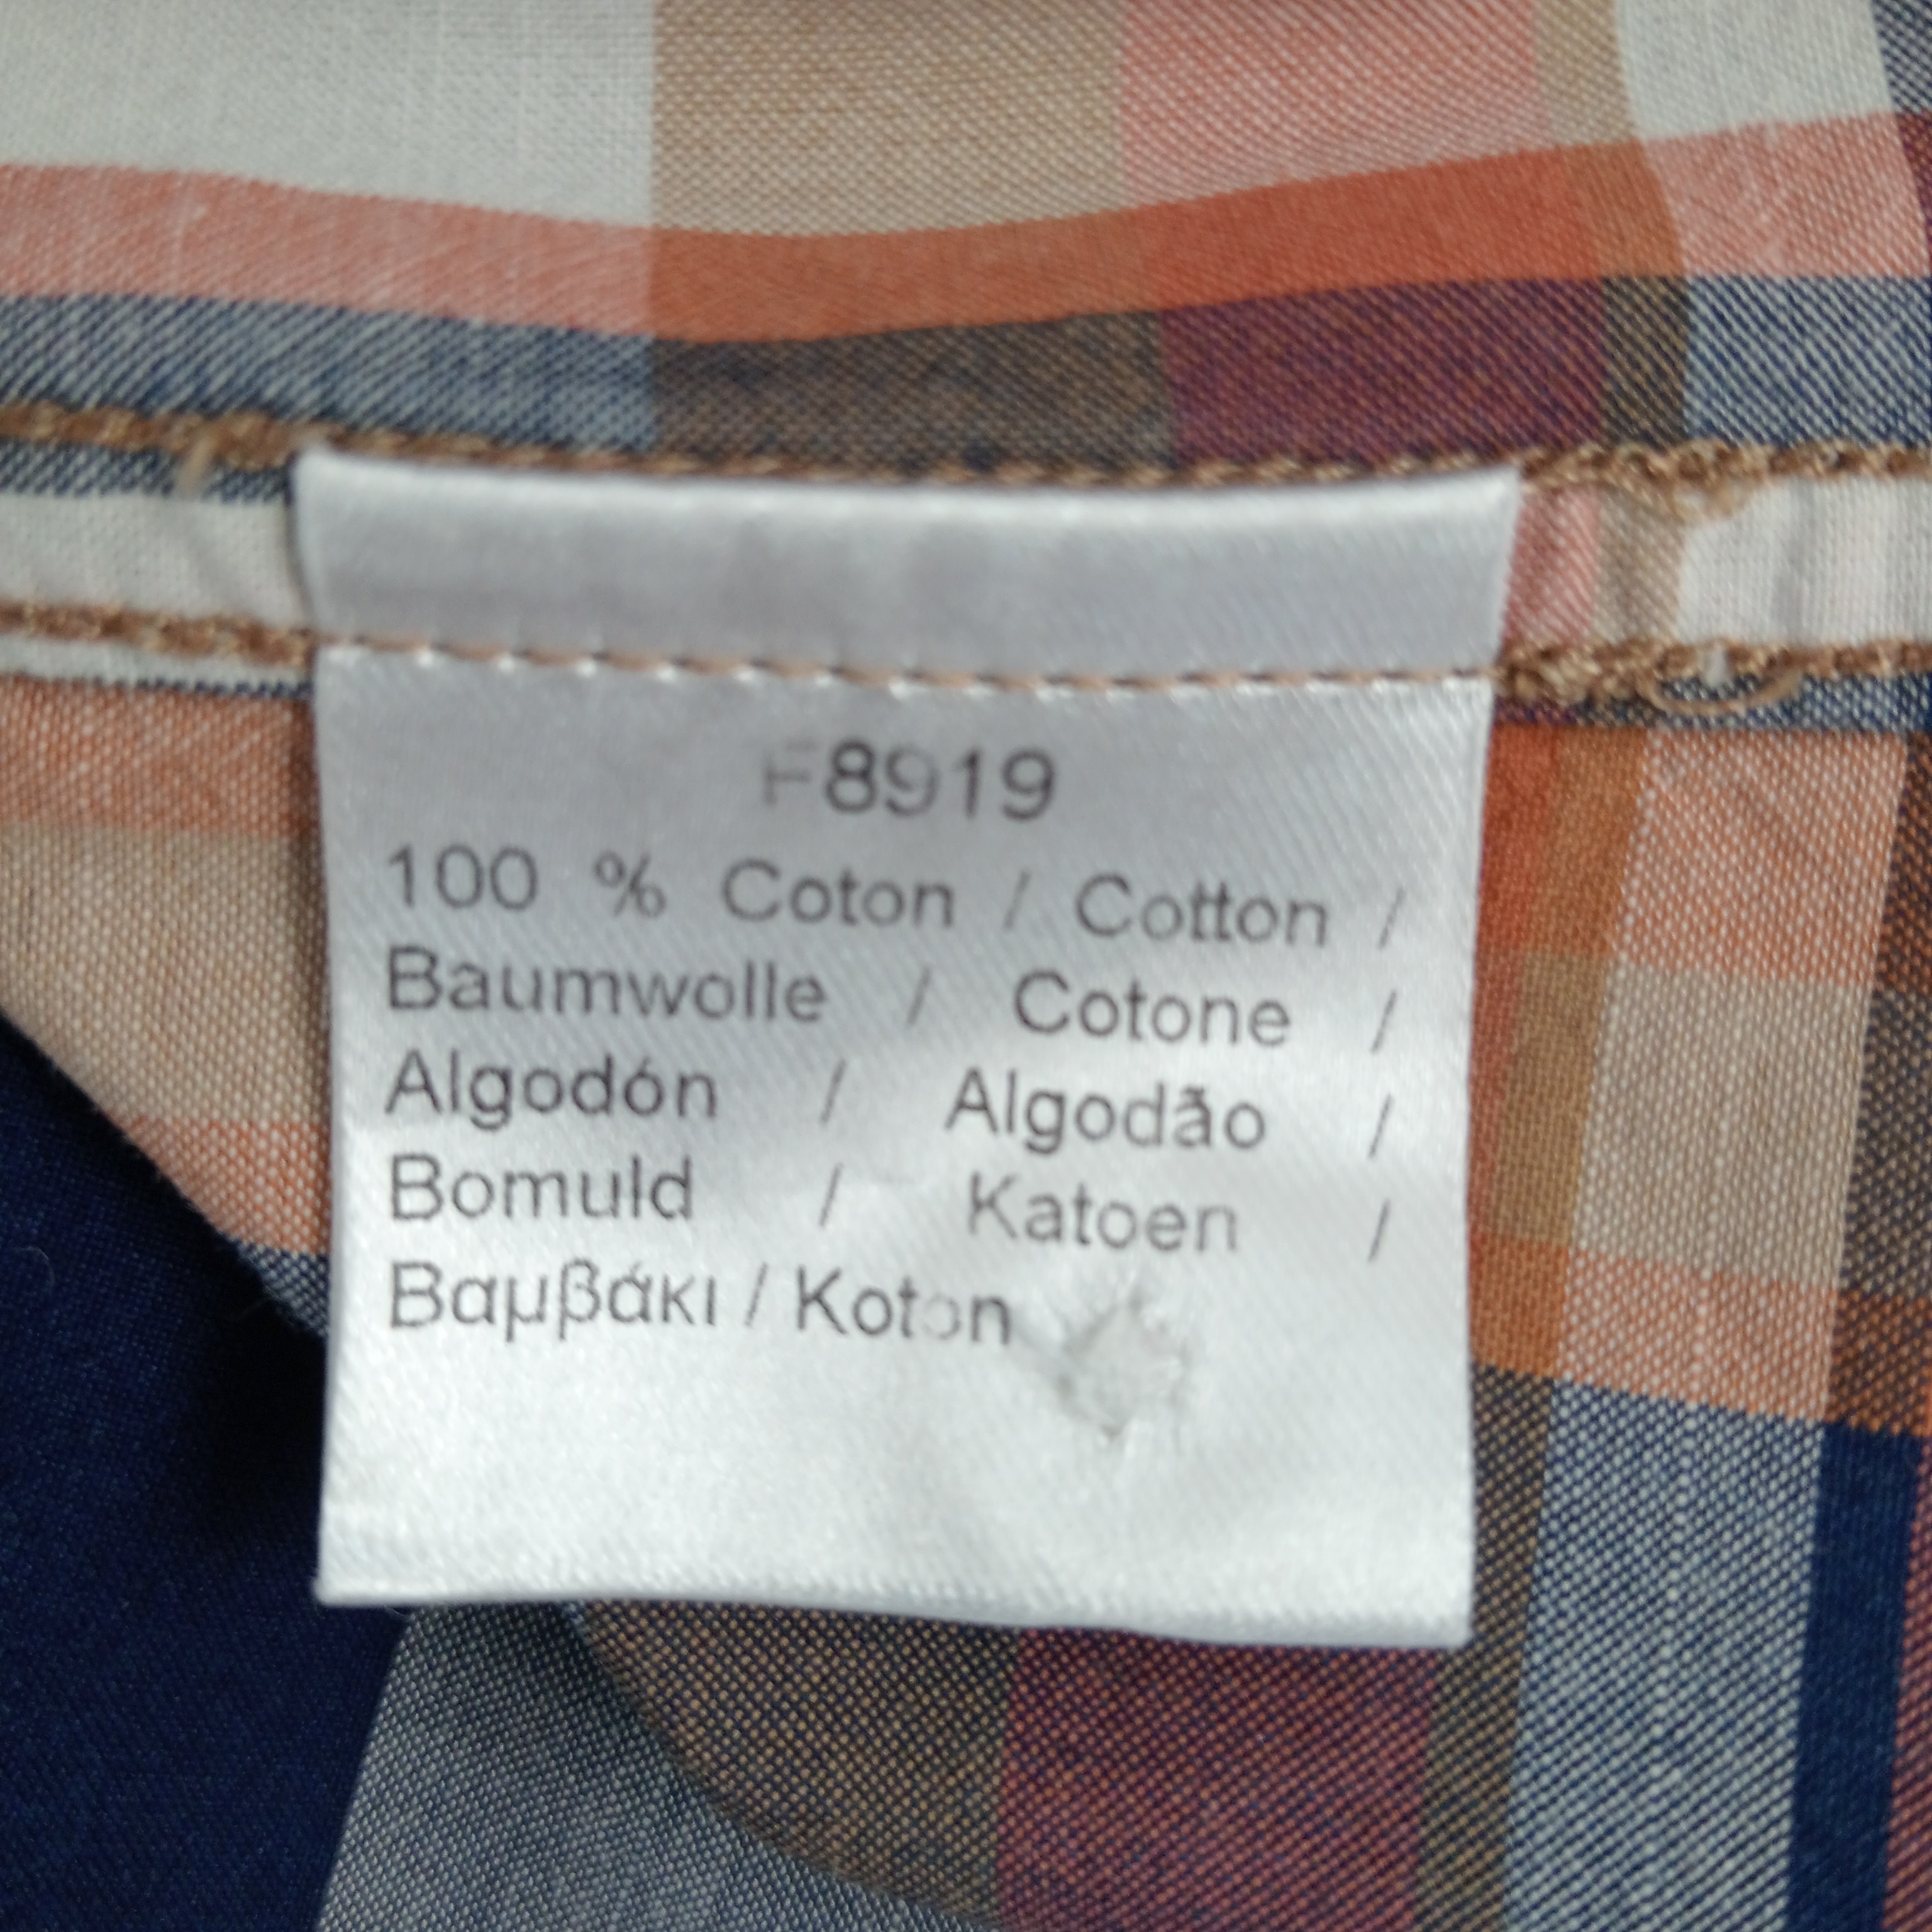 F8919
100 % Coton / Cotton /
Baumwolle / Cotone /
Algodón / Algodão /
Bomuld / Katoen /
Βαμβάκι / Koton